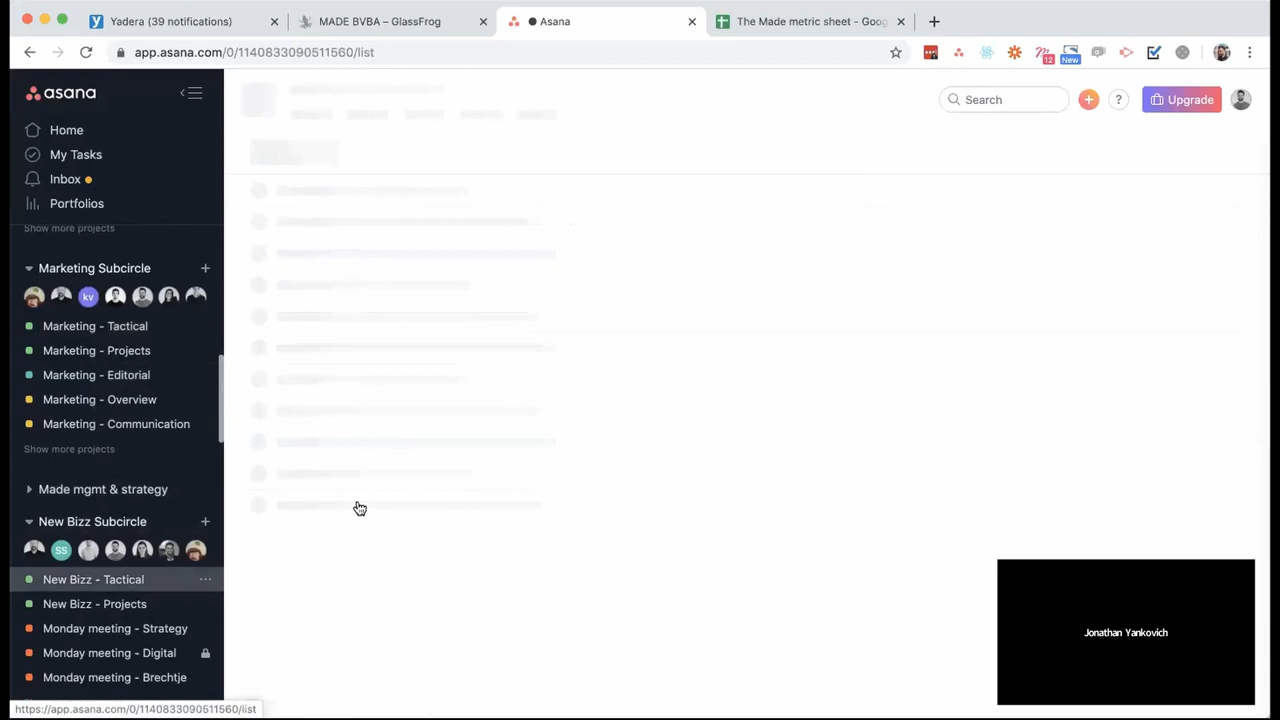 Yadera (39 notifications)
MADE BVBA – GlassFrog
Asana
The Made metric sheet - Goog
app.asana.com/0/1140833090511560/list
12
New
asana
Home
My Tasks
Inbox
Portfolios
Show more projects
Search
?
Upgrade
Marketing Subcircle
kv
Marketing - Tactical
Marketing - Projects
Marketing - Editorial
Marketing - Overview
Marketing - Communication
Show more projects
Made mgmt & strategy
New Bizz Subcircle
SS
New Bizz - Tactical
New Bizz - Projects
Monday meeting - Strategy
Monday meeting - Digital
Monday meeting - Brechtje
https://app.asana.com/0/1140833090511560/list
Jonathan Yankovich